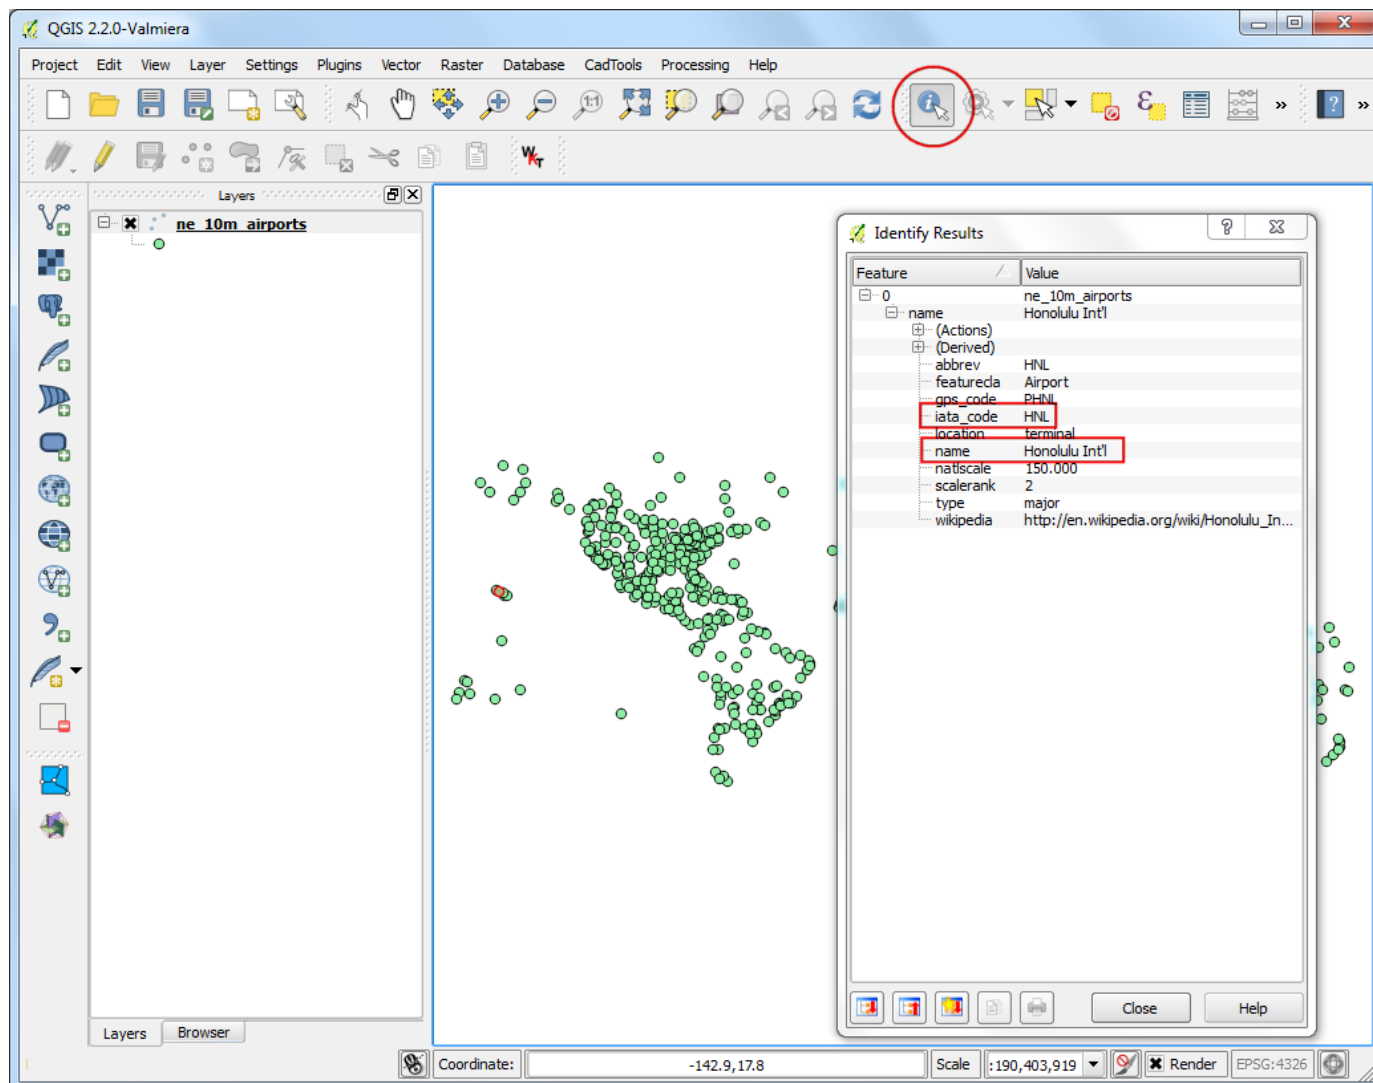 QGIS 2.2.0-Valmiera
Project Edit View Layer Settings Plugins Vector Raster Database CadTools Processing Help
1:1
»
?
»
WKT
Layers
ne_10m_airports
Identify Results
?
Feature Value
0 ne_10m_airports
name Honolulu Int'l
(Actions)
(Derived)
abbrev HNL
featurecla Airport
gps_code PHNL
iata_code HNL
location terminal
name Honolulu Int'l
natlscale 150.000
scalerank 2
type major
wikipedia http://en.wikipedia.org/wiki/Honolulu_In...
Close Help
Layers Browser
Coordinate: -142.9,17.8 Scale :190,403,919 Render EPSG:4326